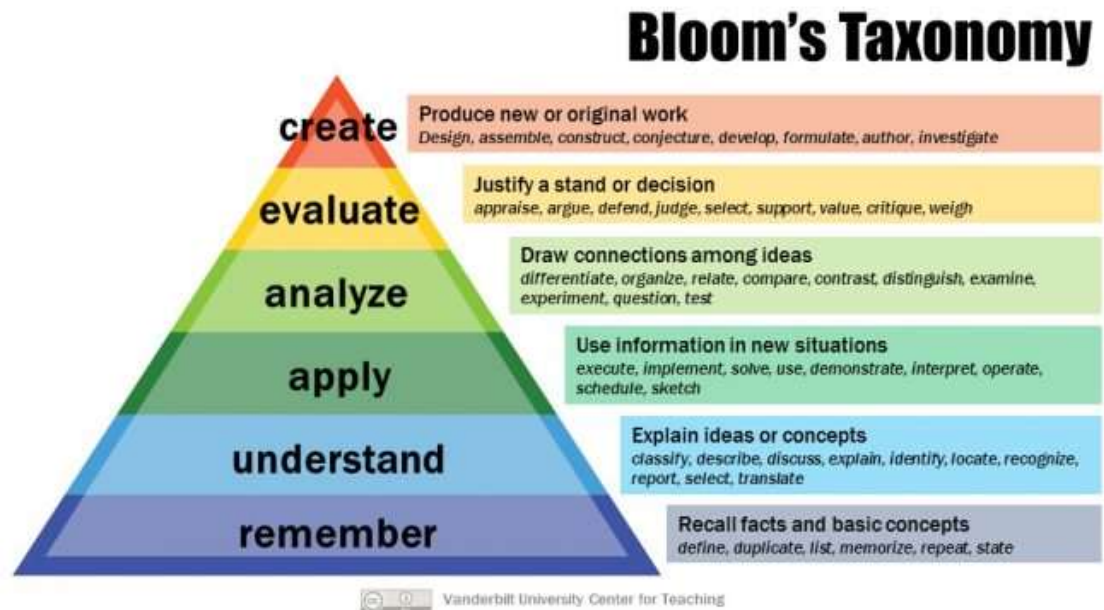 Bloom's Taxonomy
create
Produce new or original work
Design, assemble, construct, conjecture, develop, formulate, author, investigate
evaluate
Justify a stand or decision
appraise, argue, defend, judge, select, support, value, critique, weigh
analyze
Draw connections among ideas
differentiate, organize, relate, compare, contrast, distinguish, examine,
experiment, question, test
apply
Use information in new situations
execute, implement, solve, use, demonstrate, interpret, operate,
schedule, sketch
understand
Explain ideas or concepts
classify, describe, discuss, explain, identify, locate, recognize,
report, select, translate
remember
Recall facts and basic concepts
define, duplicate, list, memorize, repeat, state
cc
Vanderbilt University Center for Teaching